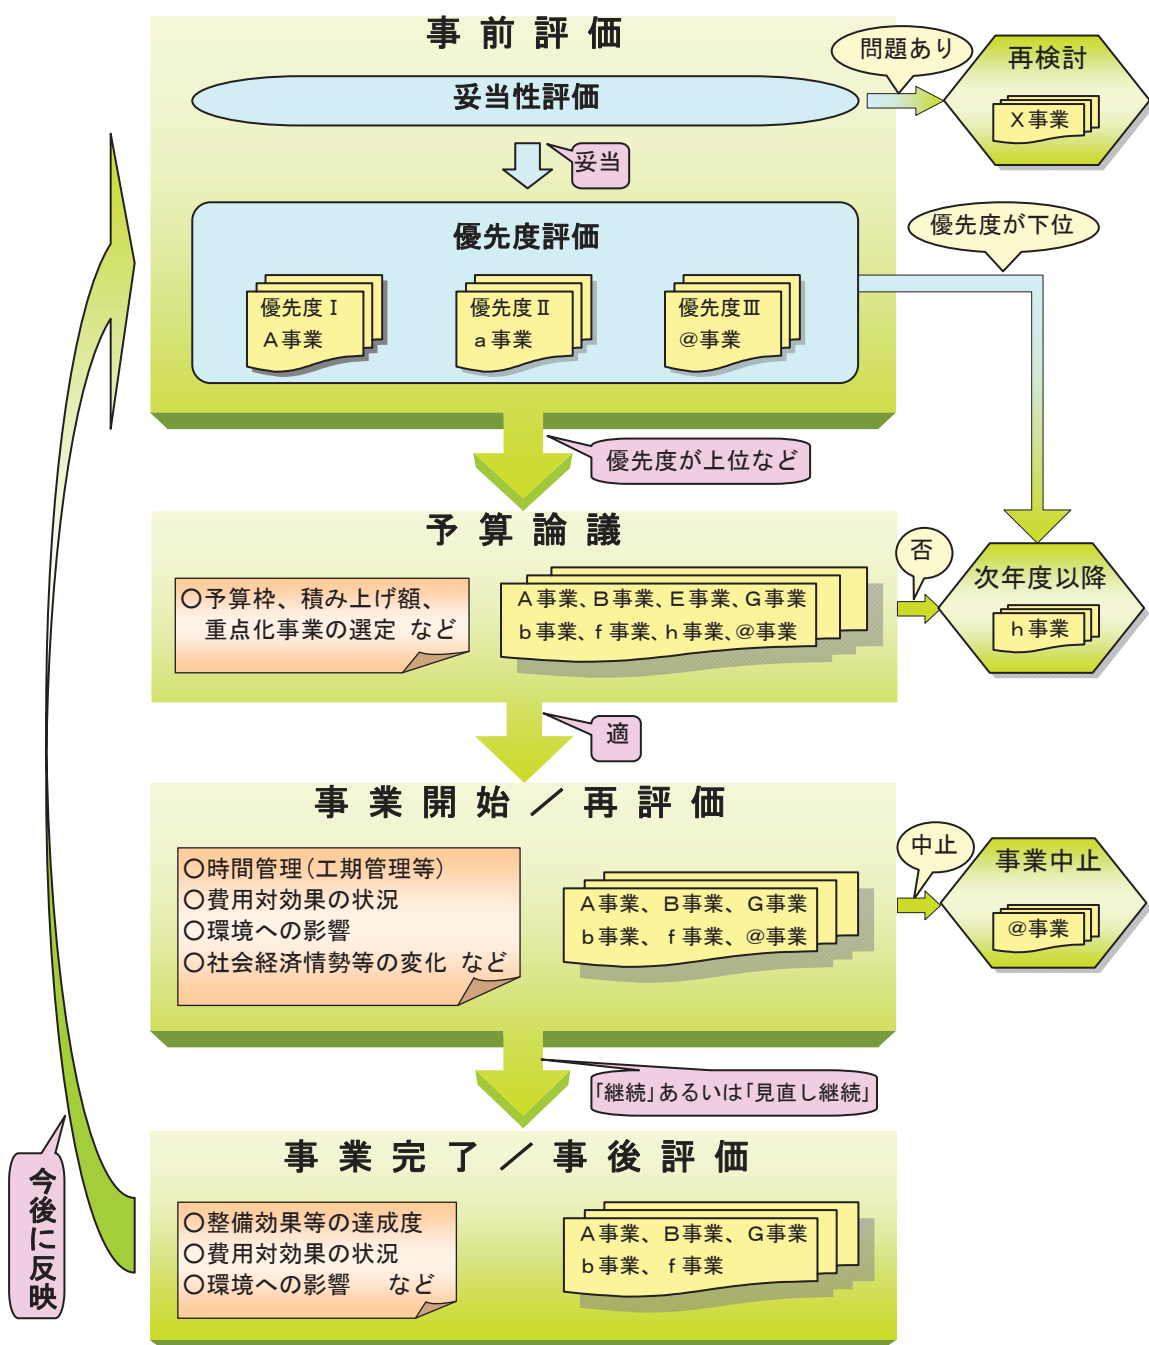 事前評価
問題あり
再検討
X事業
妥当性評価
妥当
優先度評価
優先度が下位
優先度Ⅰ
A事業
優先度Ⅱ
a事業
優先度Ⅲ
@事業
優先度が上位など
予算論議
○予算枠、積み上げ額、
重点化事業の選定 など
A事業、B事業、E事業、G事業
b事業、f事業、h事業、@事業
否
次年度以降
h事業
適
事業開始／再評価
○時間管理(工期管理等)
○費用対効果の状況
○環境への影響
○社会経済情勢等の変化 など
A事業、B事業、G事業
b事業、f事業、@事業
中止
事業中止
@事業
「継続」あるいは「見直し継続」
事業完了／事後評価
○整備効果等の達成度
○費用対効果の状況
○環境への影響 など
A事業、B事業、G事業
b事業、f事業
今後に反映